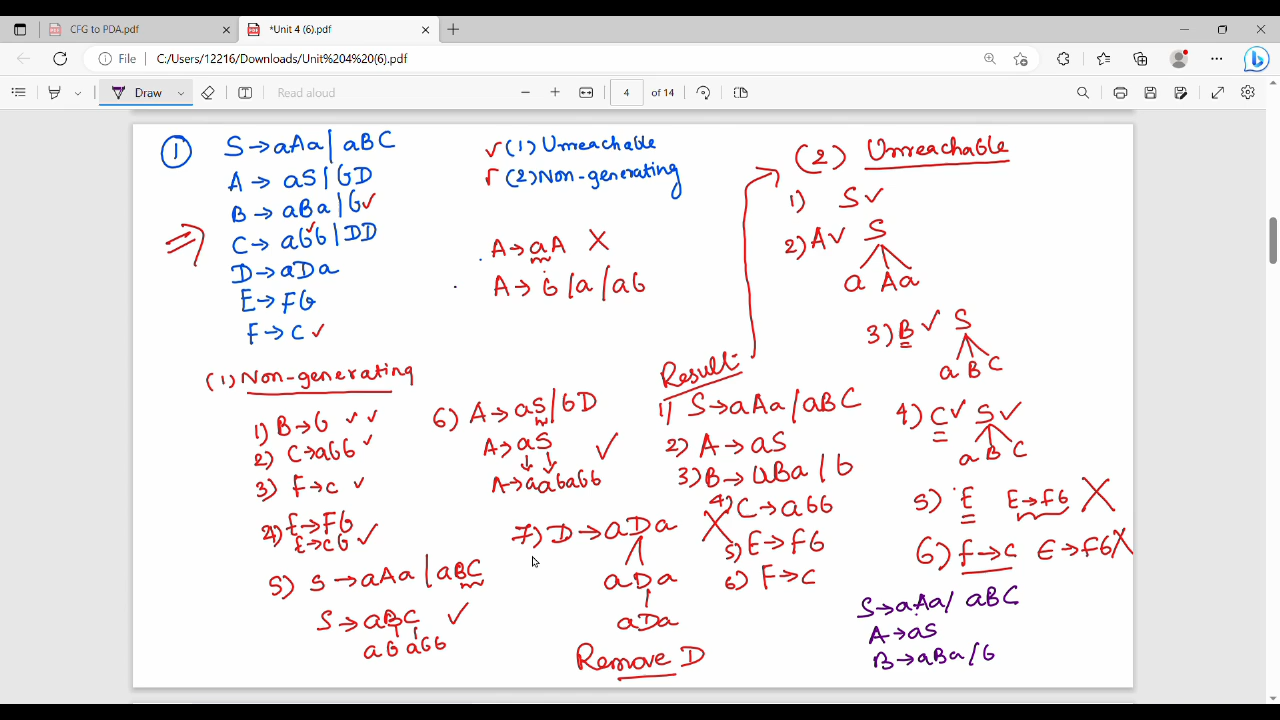 CFG to PDA.pdf
*Unit 4 (6).pdf
File C:/Users/12216/Downloads/Unit%204%20(6).pdf
Draw Read aloud 4 of 14
① S→aAa | aBC
A → aS | bD
B → aBa | b ✓
C → abb | DD
D → aDa
E → Fb
F → C ✓
✓(1) Unreachable
✓(2) Non-generating
A → aA X
A → b/a/ab
(1) Non-generating
1) B→b ✓✓
2) C→abb ✓
3) F→c ✓
4) E→Fb
E→cb ✓
5) S→aAa | aBC
S→aBC ✓
ab abb
6) A→aS | bD
A→aS ✓
A→aababb
7) D→aDa X
aDa
aDa
Remove D
Result:
1) S→aAa / aBC
2) A→aS
3) B→aBa / b
4) C→abb
5) E→Fb
6) F→C
(2) Unreachable
1) S✓
2) A✓ S
a Aa
3) B✓ S
a B C
4) C✓ S✓
a B C
5) E E→fb X
6) f→c E→fb X
S→aAa/ aBC
A→aS
B→aBa/b